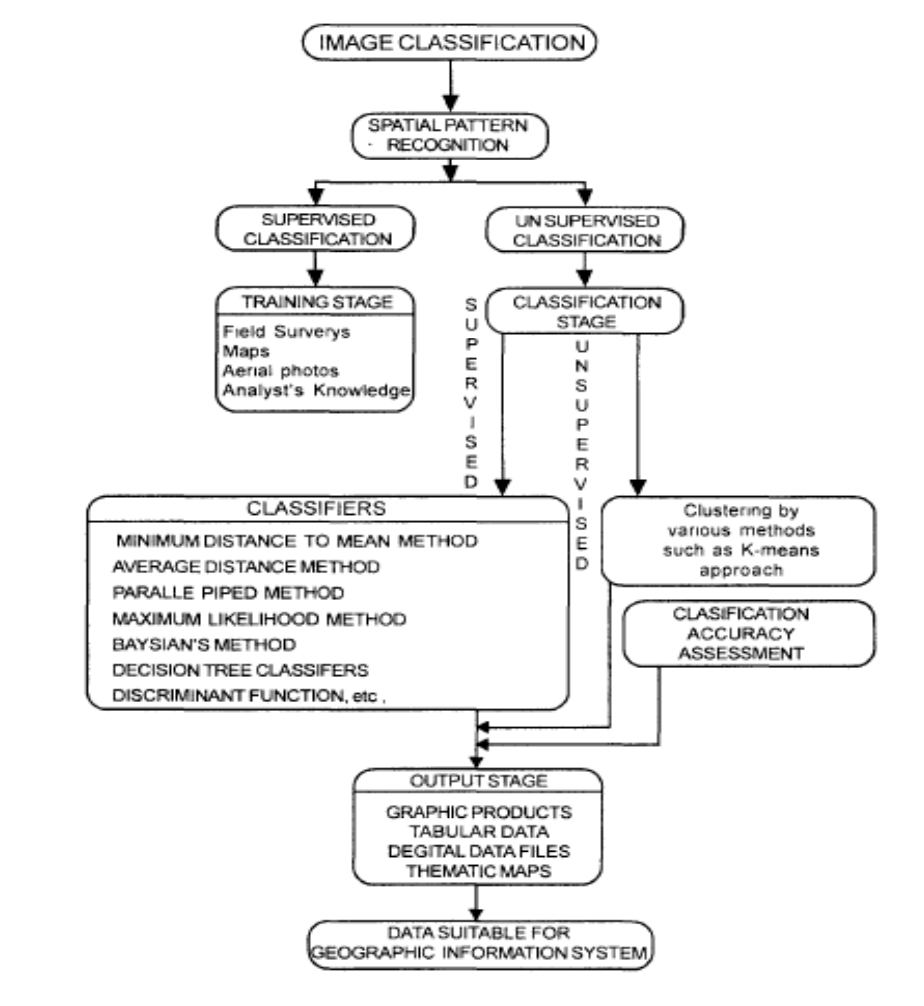 IMAGE CLASSIFICATION
SPATIAL PATTERN
RECOGNITION
SUPERVISED
CLASSIFICATION
UN SUPERVISED
CLASSIFICATION
TRAINING STAGE
Field Surverys
Maps
Aerial photos
Analyst's Knowledge
CLASSIFICATION
STAGE
SUPERVISED
UNSUPERVISED
CLASSIFIERS
MINIMUM DISTANCE TO MEAN METHOD
AVERAGE DISTANCE METHOD
PARALLE PIPED METHOD
MAXIMUM LIKELIHOOD METHOD
BAYSIAN'S METHOD
DECISION TREE CLASSIFERS
DISCRIMINANT FUNCTION, etc .
Clustering by
various methods
such as K-means
approach
CLASIFICATION
ACCURACY
ASSESSMENT
OUTPUT STAGE
GRAPHIC PRODUCTS
TABULAR DATA
DEGITAL DATA FILES
THEMATIC MAPS
DATA SUITABLE FOR
GEOGRAPHIC INFORMATION SYSTEM